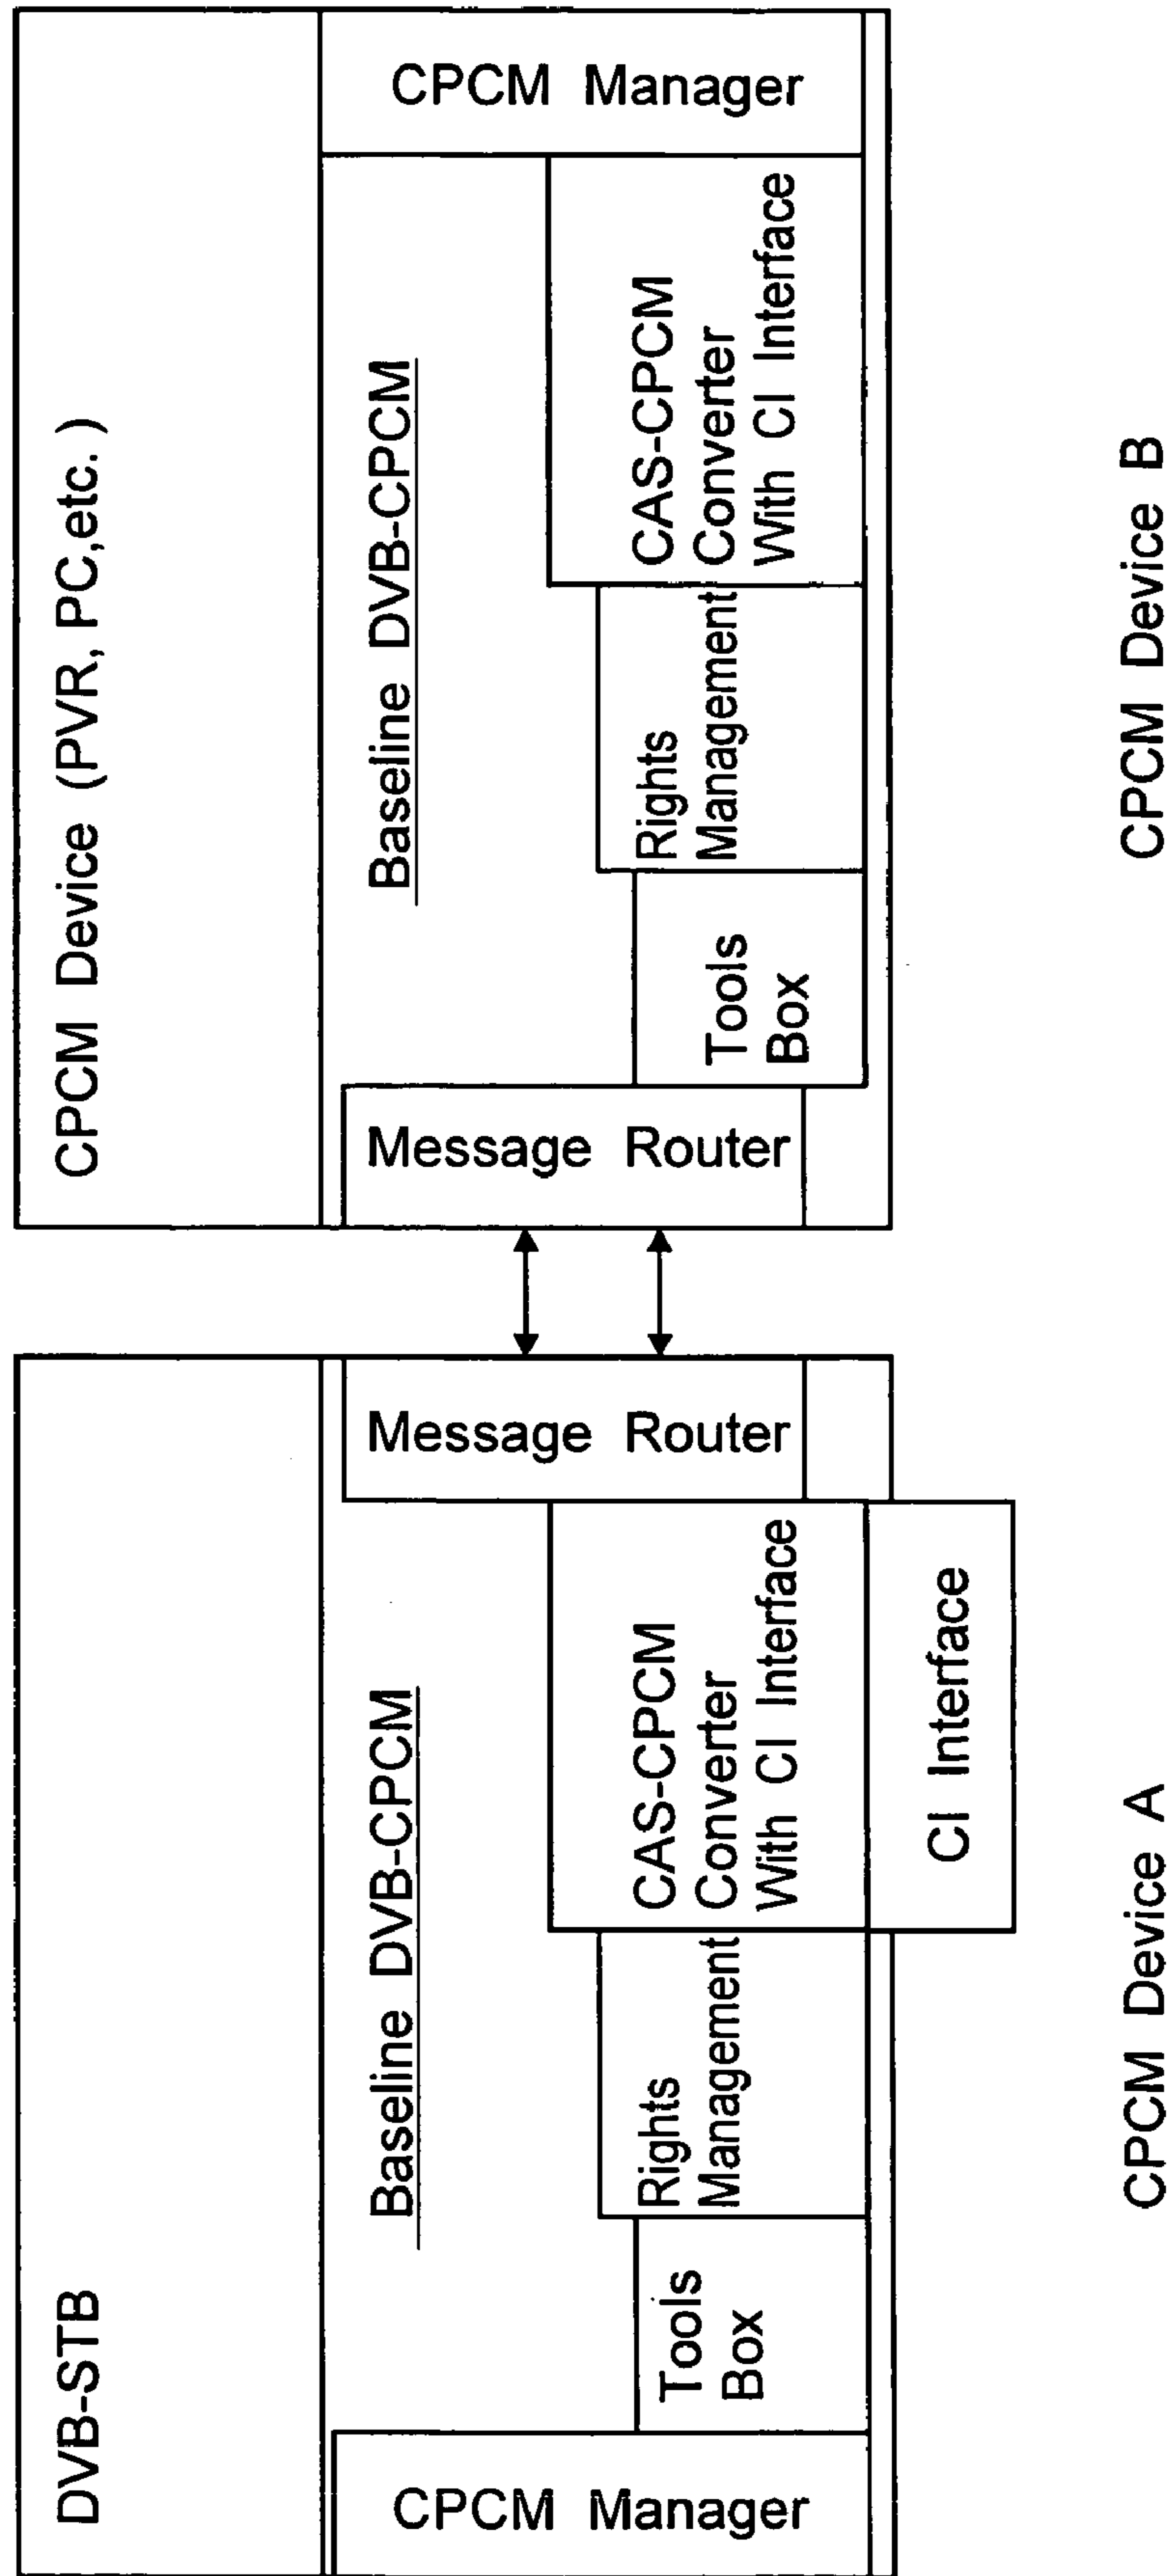 DVB-STB
Baseline DVB-CPCM
CPCM Manager
Tools
Box
Rights
Management
CAS-CPCM
Converter
With CI Interface
Message Router
CI Interface
CPCM Device A
CPCM Device (PVR, PC,etc. )
Baseline DVB-CPCM
Message Router
Tools
Box
Rights
Management
CAS-CPCM
Converter
With CI Interface
CPCM Manager
CPCM Device B